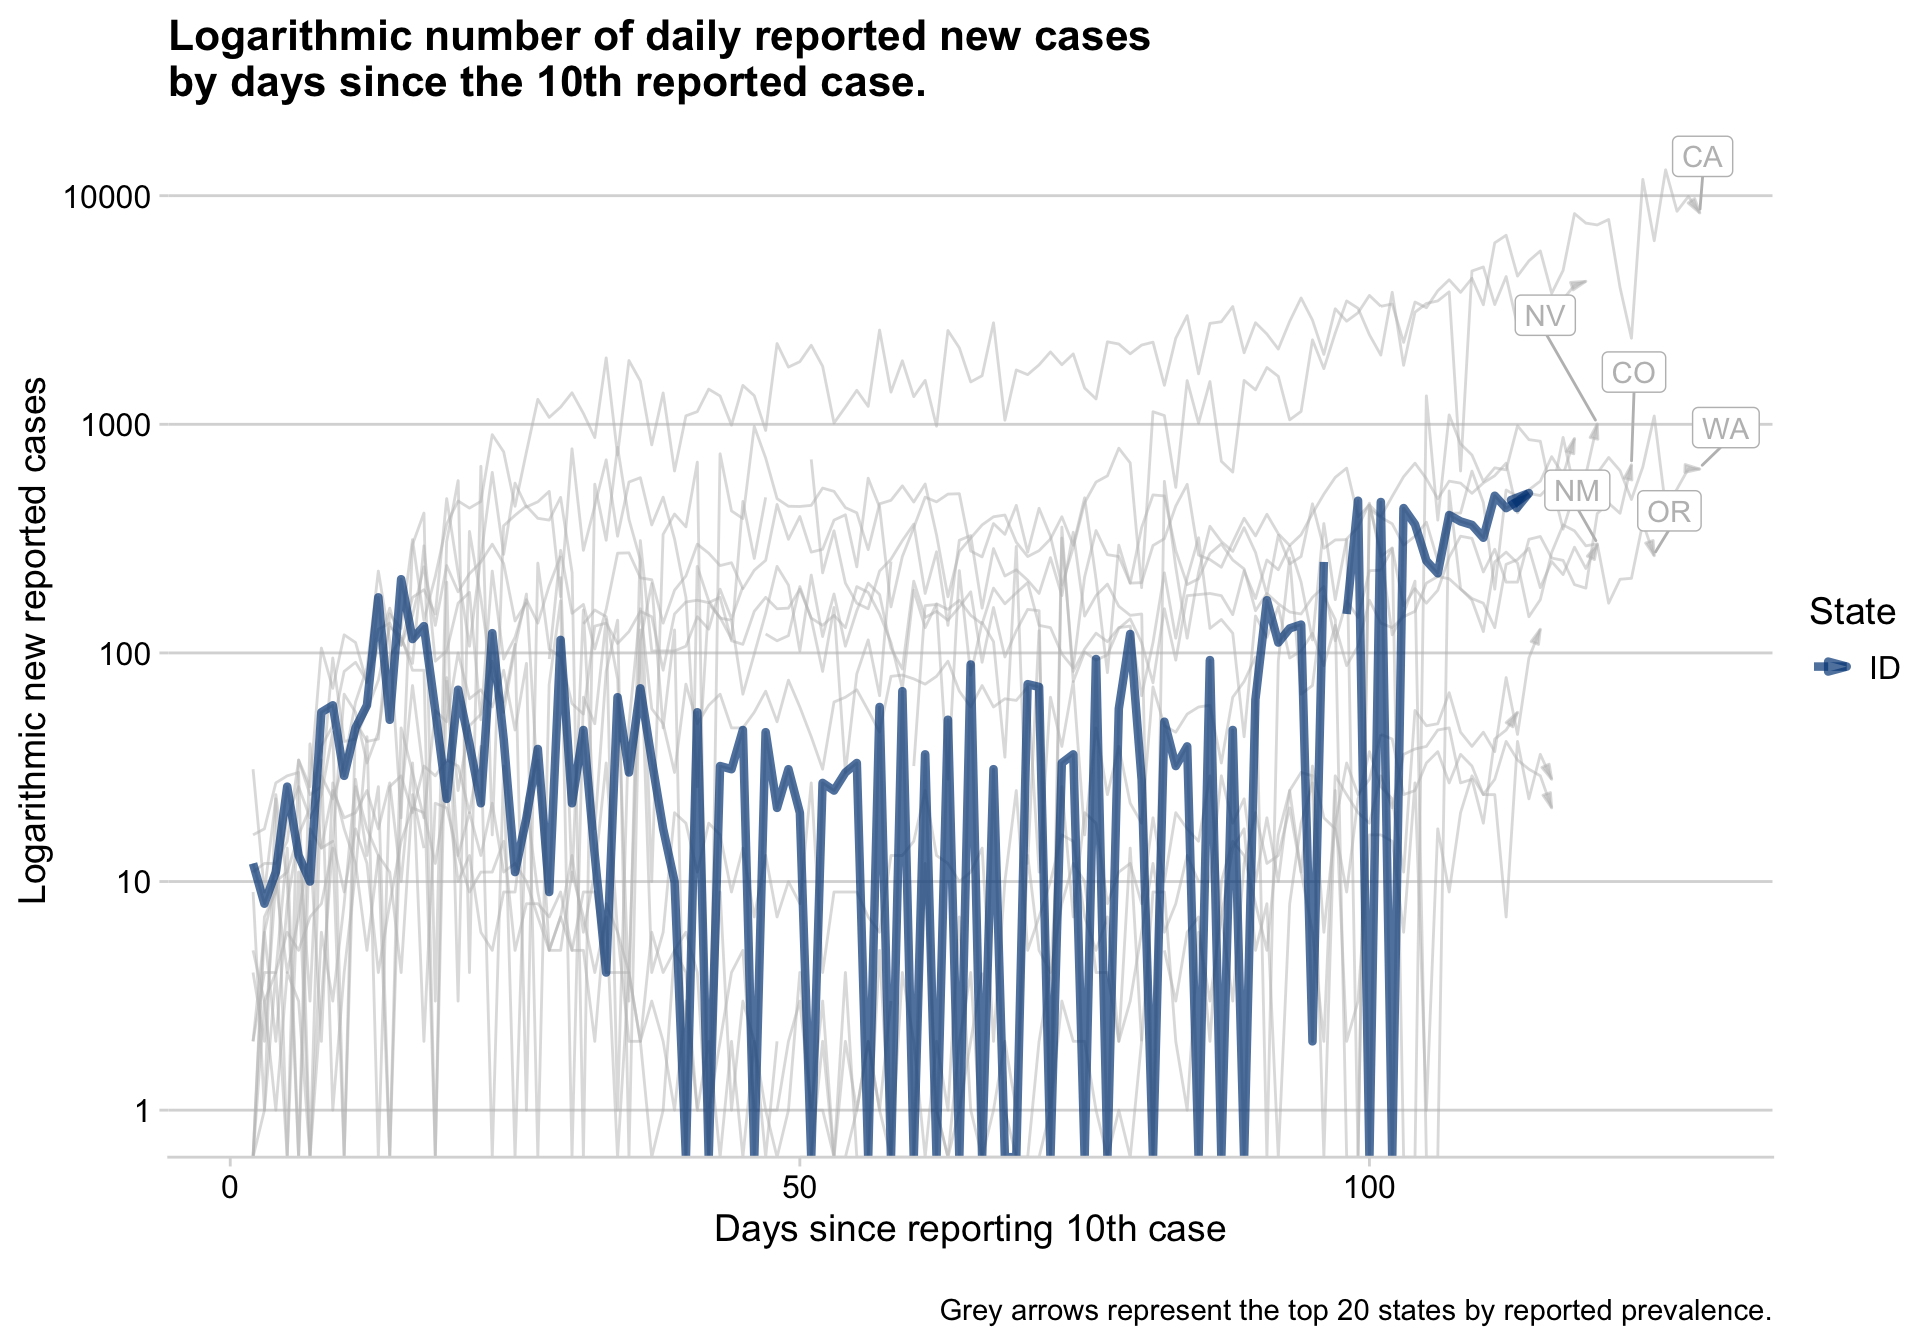 Logarithmic number of daily reported new cases
by days since the 10th reported case.
Logarithmic new reported cases
10000
1000
100
10
1
0
50
100
Days since reporting 10th case
CA
NV
CO
WA
NM
OR
State
ID
Grey arrows represent the top 20 states by reported prevalence.